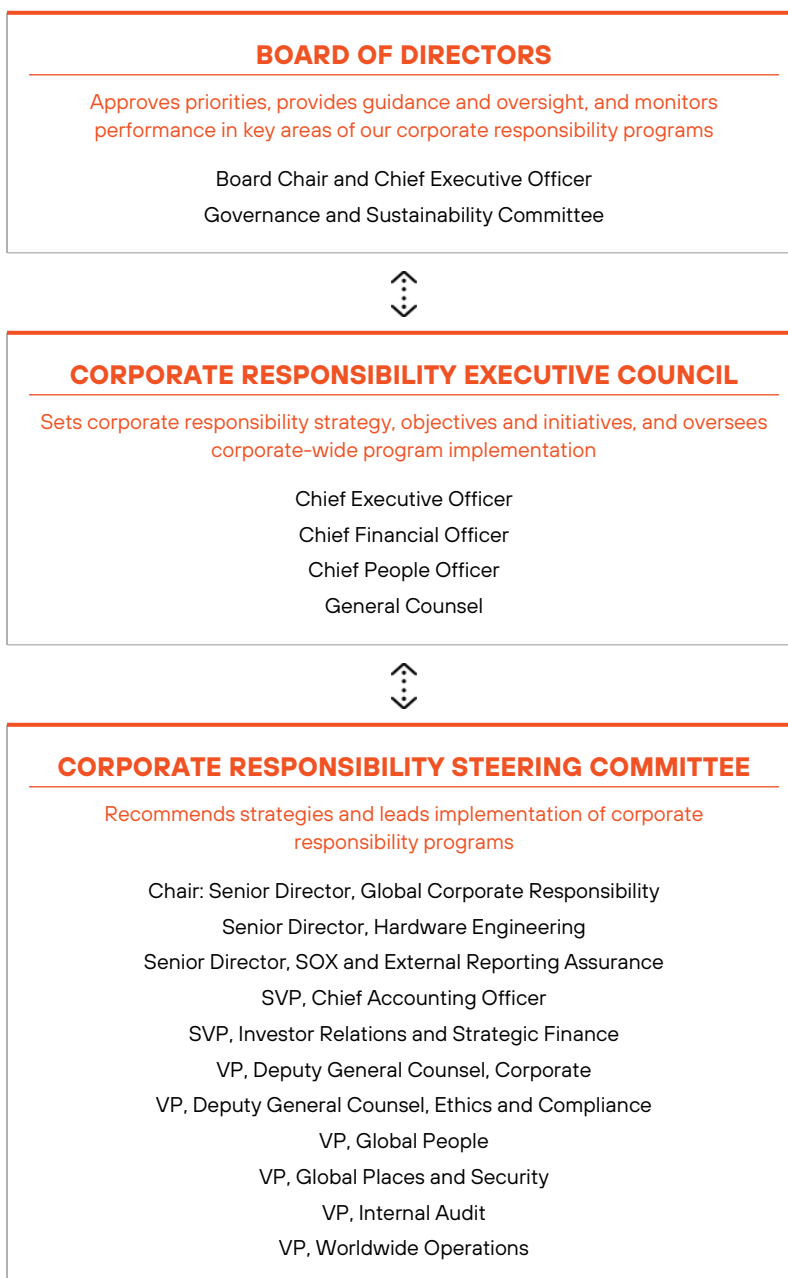 BOARD OF DIRECTORS
Approves priorities, provides guidance and oversight, and monitors
performance in key areas of our corporate responsibility programs
Board Chair and Chief Executive Officer
Governance and Sustainability Committee
CORPORATE RESPONSIBILITY EXECUTIVE COUNCIL
Sets corporate responsibility strategy, objectives and initiatives, and oversees
corporate-wide program implementation
Chief Executive Officer
Chief Financial Officer
Chief People Officer
General Counsel
CORPORATE RESPONSIBILITY STEERING COMMITTEE
Recommends strategies and leads implementation of corporate
responsibility programs
Chair: Senior Director, Global Corporate Responsibility
Senior Director, Hardware Engineering
Senior Director, SOX and External Reporting Assurance
SVP, Chief Accounting Officer
SVP, Investor Relations and Strategic Finance
VP, Deputy General Counsel, Corporate
VP, Deputy General Counsel, Ethics and Compliance
VP, Global People
VP, Global Places and Security
VP, Internal Audit
VP, Worldwide Operations